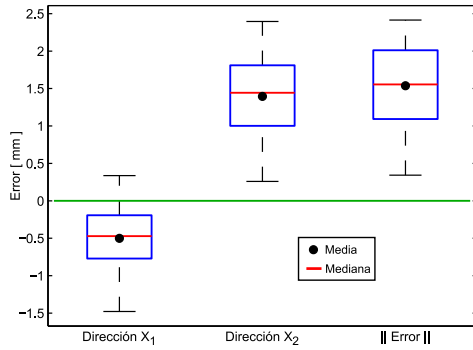 Error [ mm ]
2.5
2
1.5
1
0.5
0
−0.5
−1
−1.5
Media
Mediana
Dirección X1
Dirección X2
|| Error ||